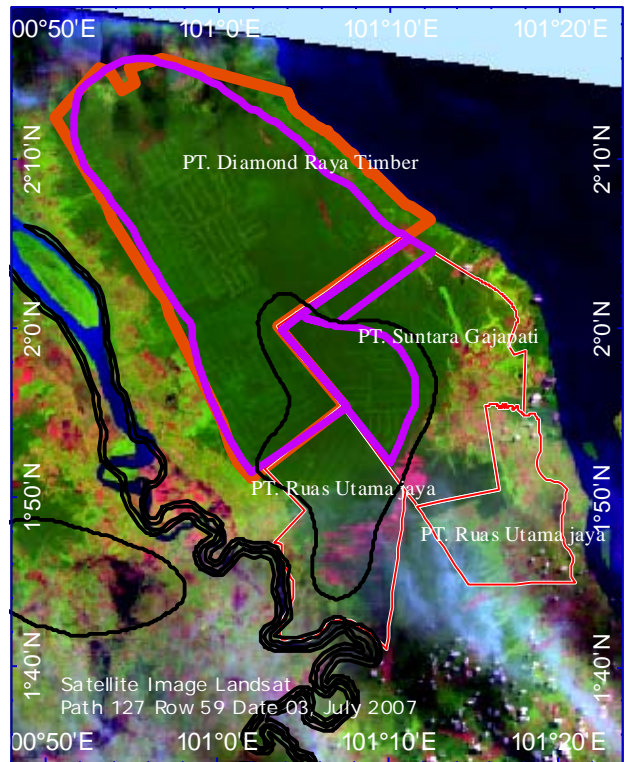 00°50'E 101°0'E 101°10'E 101°20'E
PT. Diamond Raya Timber
2°10'N 2°10'N
PT. Suntara Gajapati
2°0'N 2°0'N
PT. Ruas Utama jaya
1°50'N 1°50'N
PT. Ruas Utama jaya
1°40'N 1°40'N
Satellite Image Landsat
Path 127 Row 59 Date 03, July 2007
00°50'E 101°0'E 101°10'E 101°20'E